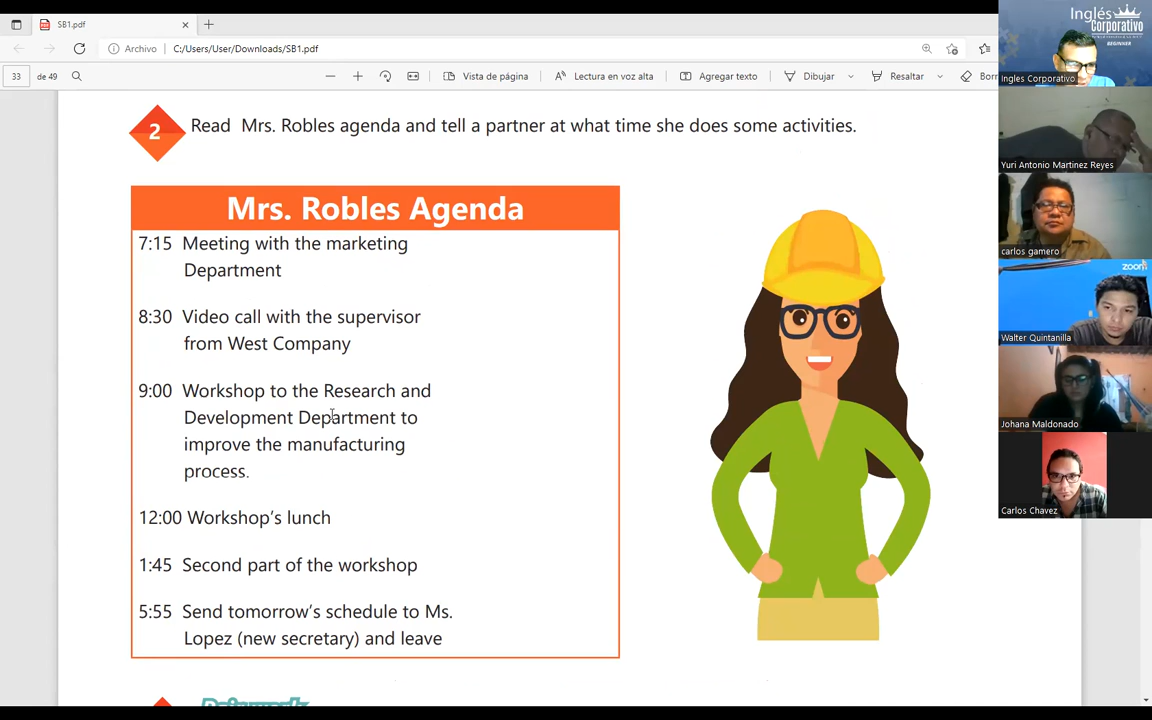 SB1.pdf
Archivo
C:/Users/User/Downloads/SB1.pdf
33
de 49
Vista de página
Lectura en voz alta
Agregar texto
Dibujar
Resaltar
Borr
2
Read Mrs. Robles agenda and tell a partner at what time she does some activities.
Mrs. Robles Agenda
7:15 Meeting with the marketing
Department
8:30 Video call with the supervisor
from West Company
9:00 Workshop to the Research and
Development Department to
improve the manufacturing
process.
12:00 Workshop's lunch
1:45 Second part of the workshop
5:55 Send tomorrow's schedule to Ms.
Lopez (new secretary) and leave
Inglés
Corporativo
BEGINNER
Ingles Corporativo
Yuri Antonio Martinez Reyes
carlos gamero
zoom
Walter Quintanilla
Johana Maldonado
Carlos Chavez